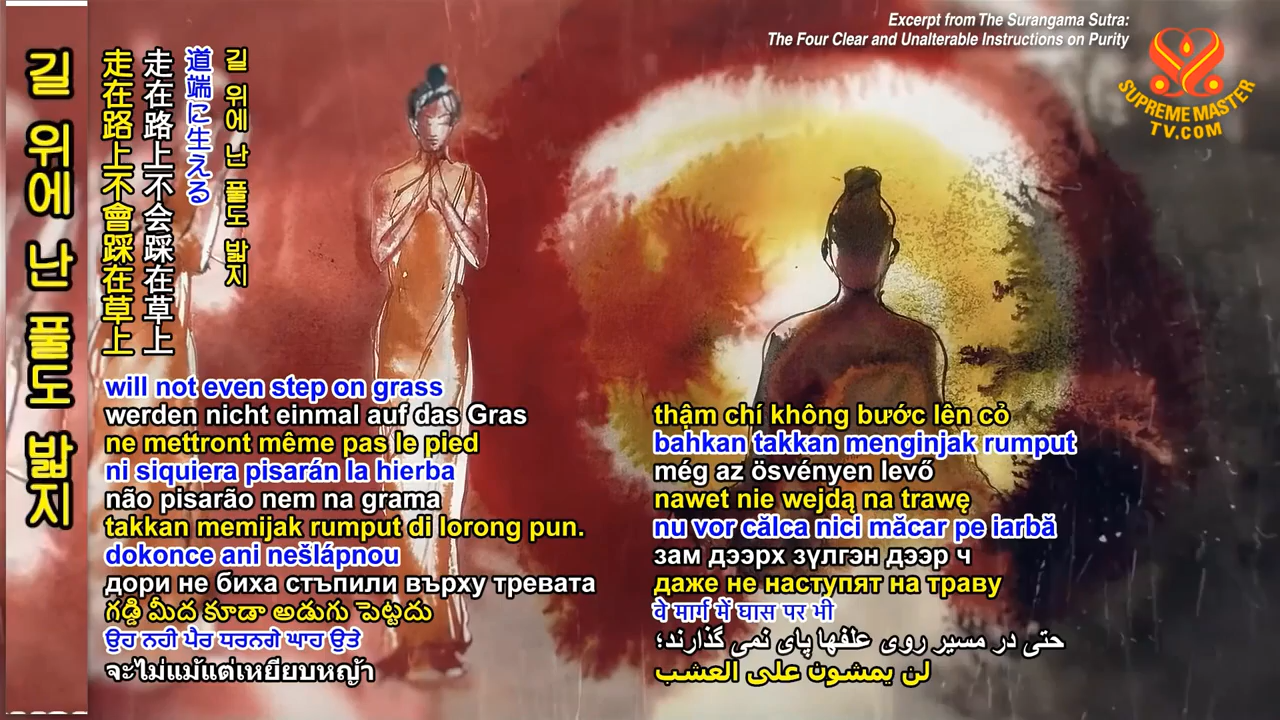 Excerpt from The Surangama Sutra:
The Four Clear and Unalterable Instructions on Purity
SUPREME MASTER
TV.COM
길 위에 난 풀도 밟지
走在路上不會踩在草上
走在路上不会踩在草上
道端に生える
길 위에 난 풀도 밟지
will not even step on grass
werden nicht einmal auf das Gras
ne mettront même pas le pied
ni siquiera pisarán la hierba
não pisarão nem na grama
takkan memijak rumput di lorong pun.
dokonce ani nešlápnou
дори не биха стъпили върху тревата
గడ్డి మీద కూడా అడుగు పెట్టదు
ਉਹ ਨਹੀ ਪੈਰ ਧਰਨਗੇ ਘਾਹ ਉਤੇ
จะไม่แม้แต่เหยียบหญ้า
thậm chí không bước lên cỏ
bahkan takkan menginjak rumput
még az ösvényen levő
nawet nie wejdą na trawę
nu vor călca nici măcar pe iarbă
зам дээрх зүлгэн дээр ч
даже не наступят на траву
वे मार्ग में घास पर भी
حتی در مسیر روی علفها پای نمی گذارند؛
لن يمشون على العشب